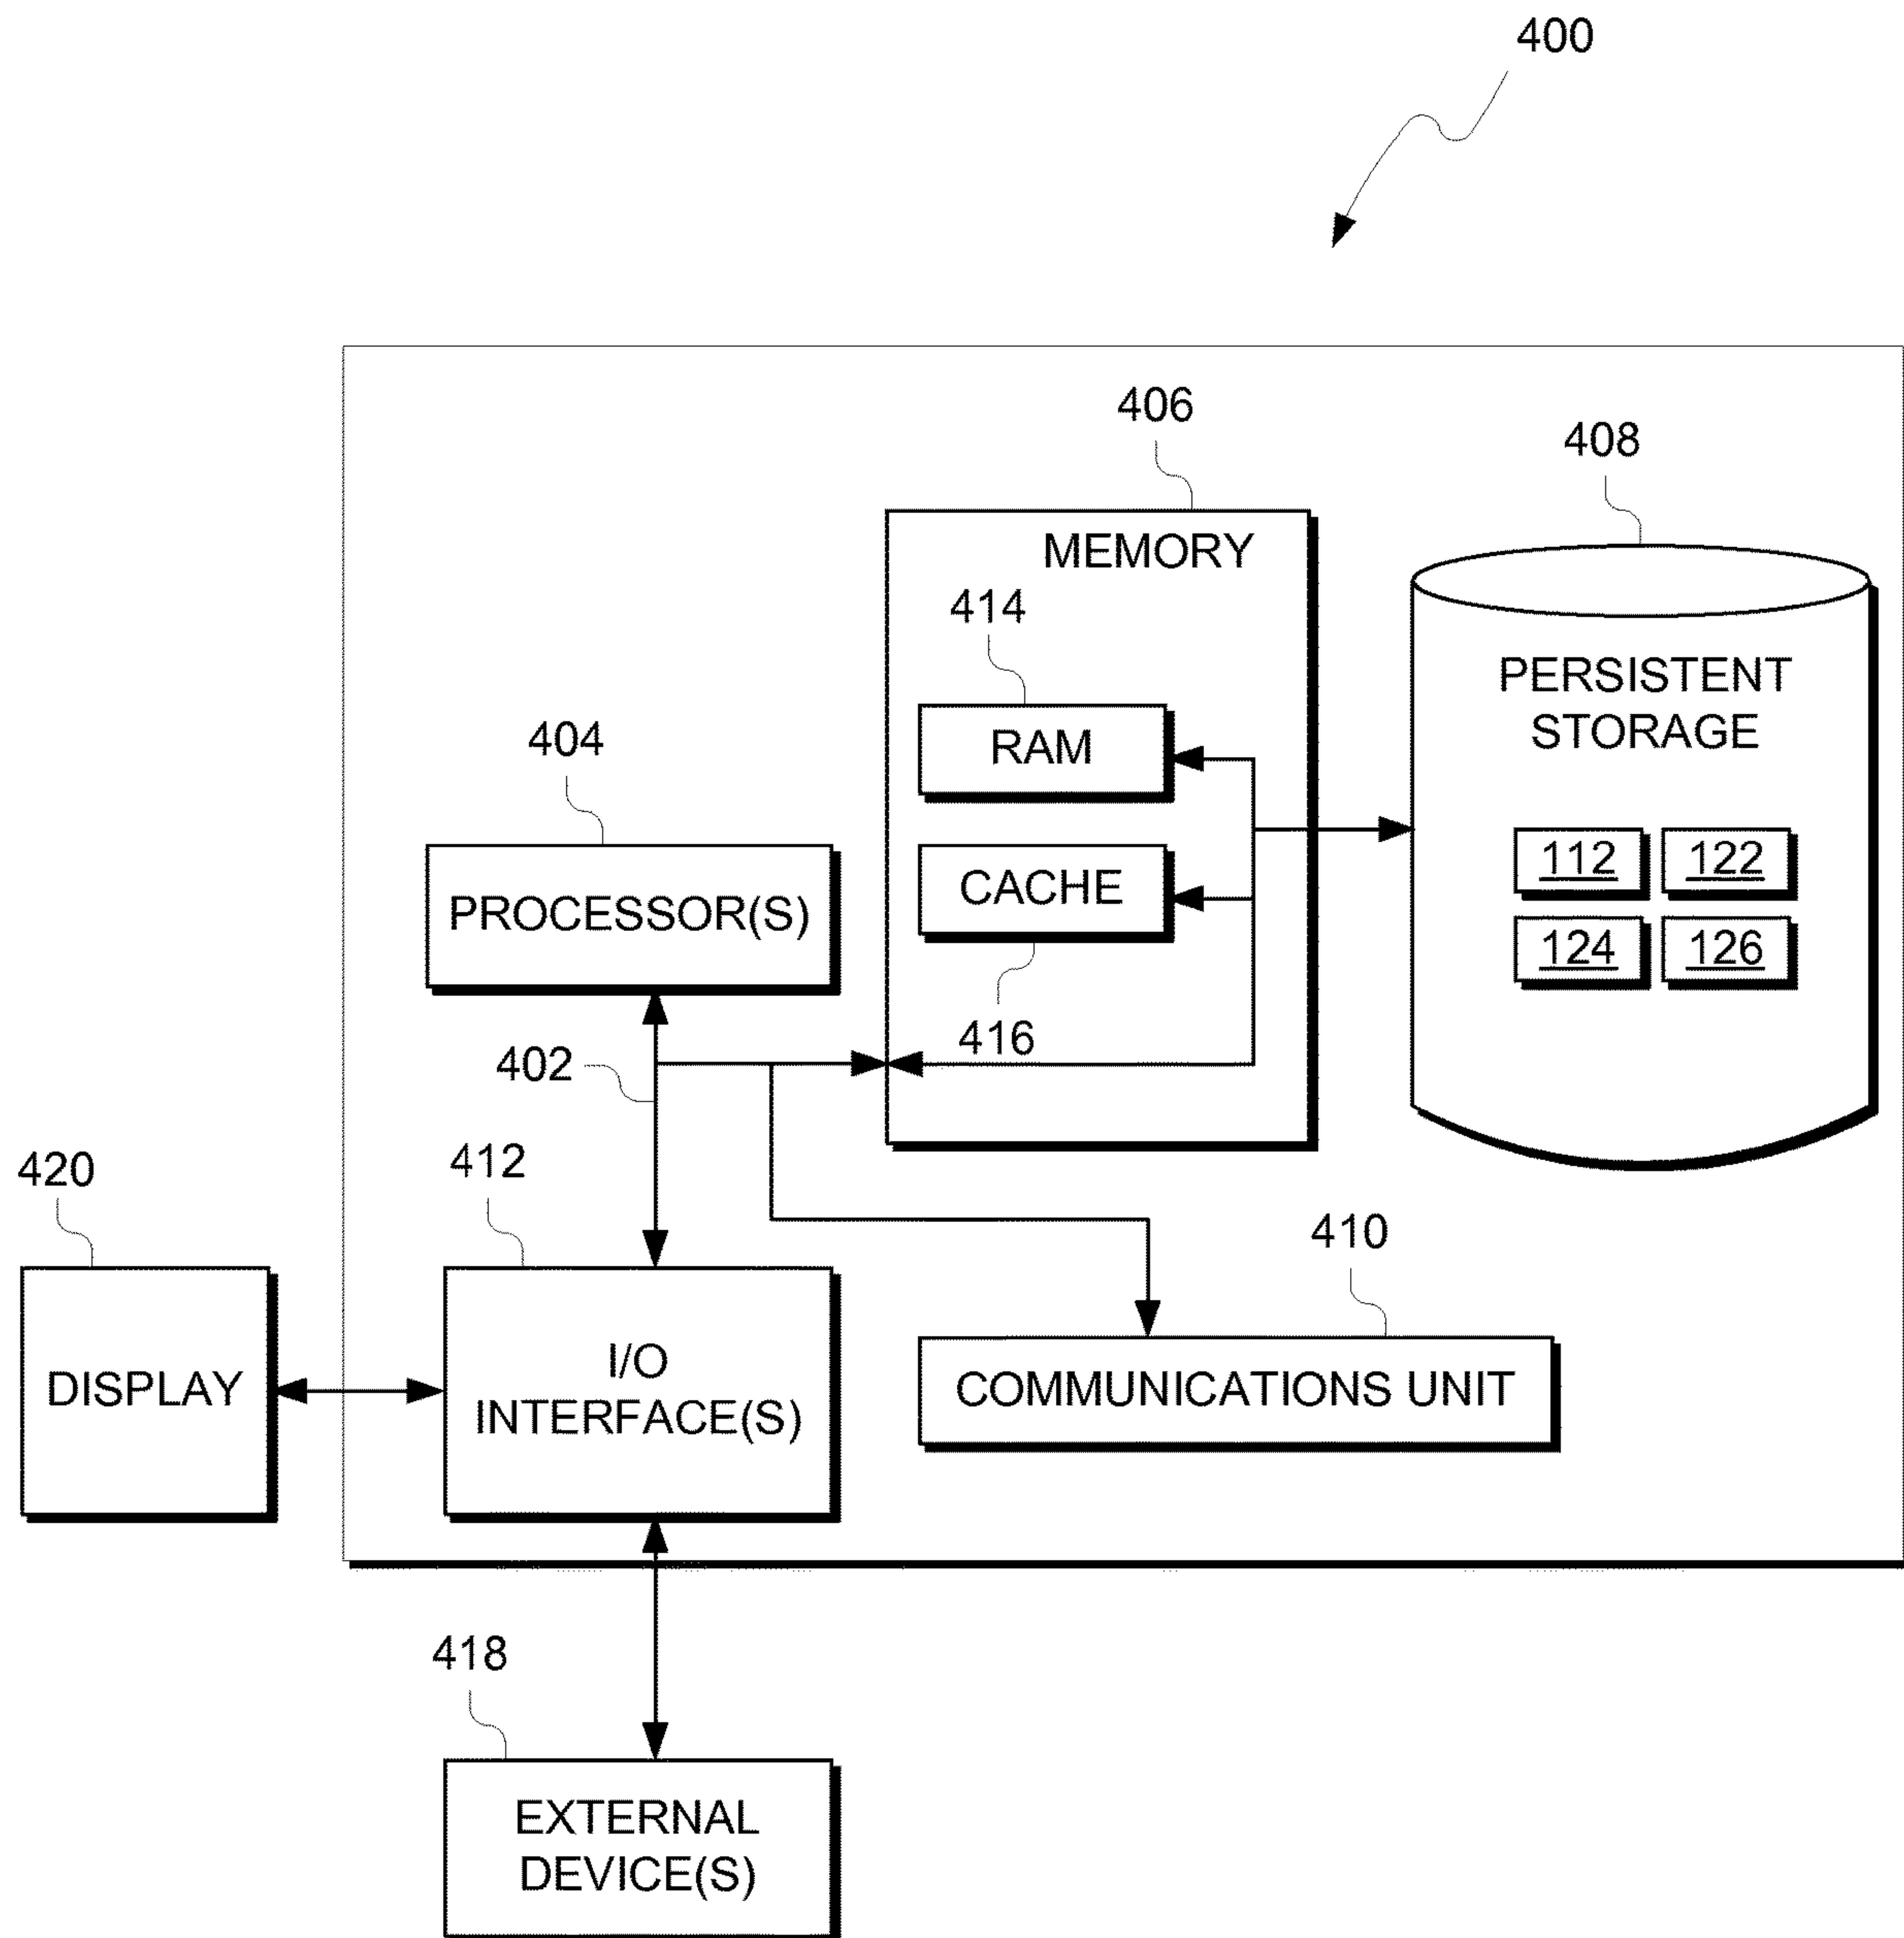 400
406
408
MEMORY
414
PERSISTENT
STORAGE
404
RAM
112 122
CACHE
PROCESSOR(S)
124 126
416
402
412
420
410
I/O
INTERFACE(S)
DISPLAY
COMMUNICATIONS UNIT
418
EXTERNAL
DEVICE(S)